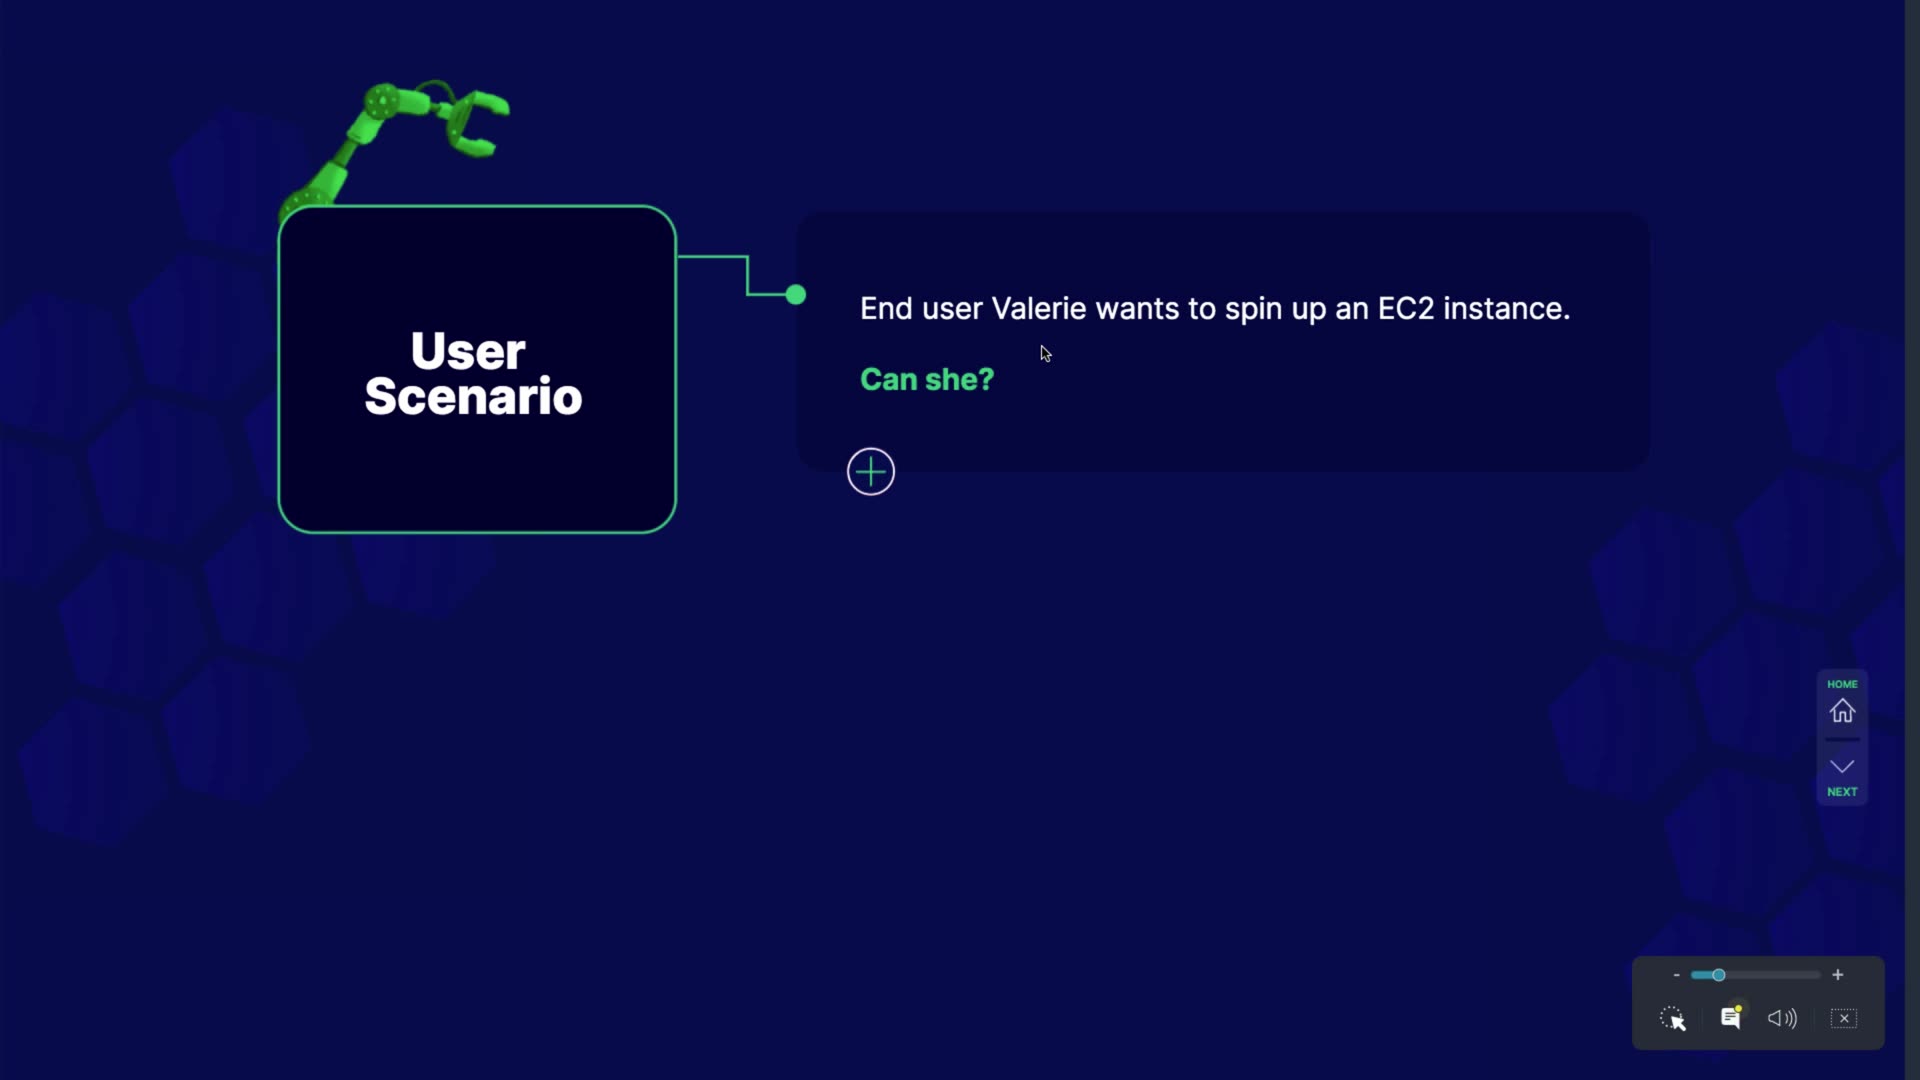 User
Scenario
End user Valerie wants to spin up an EC2 instance.
Can she?
HOME
NEXT
- +